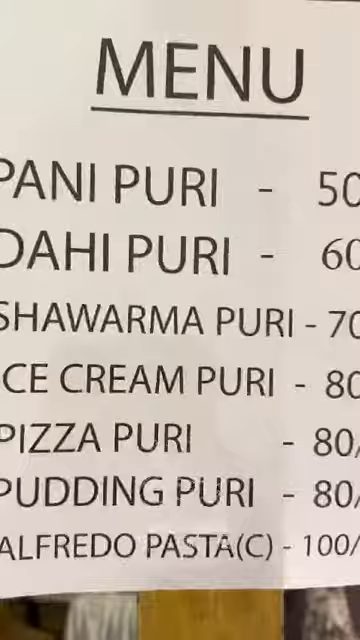 MENU
PANI PURI - 50
DAHI PURI - 60
SHAWARMA PURI - 70
CE CREAM PURI - 80
PIZZA PURI - 80/
PUDDING PURI - 80/
ALFREDO PASTA(C) - 100/